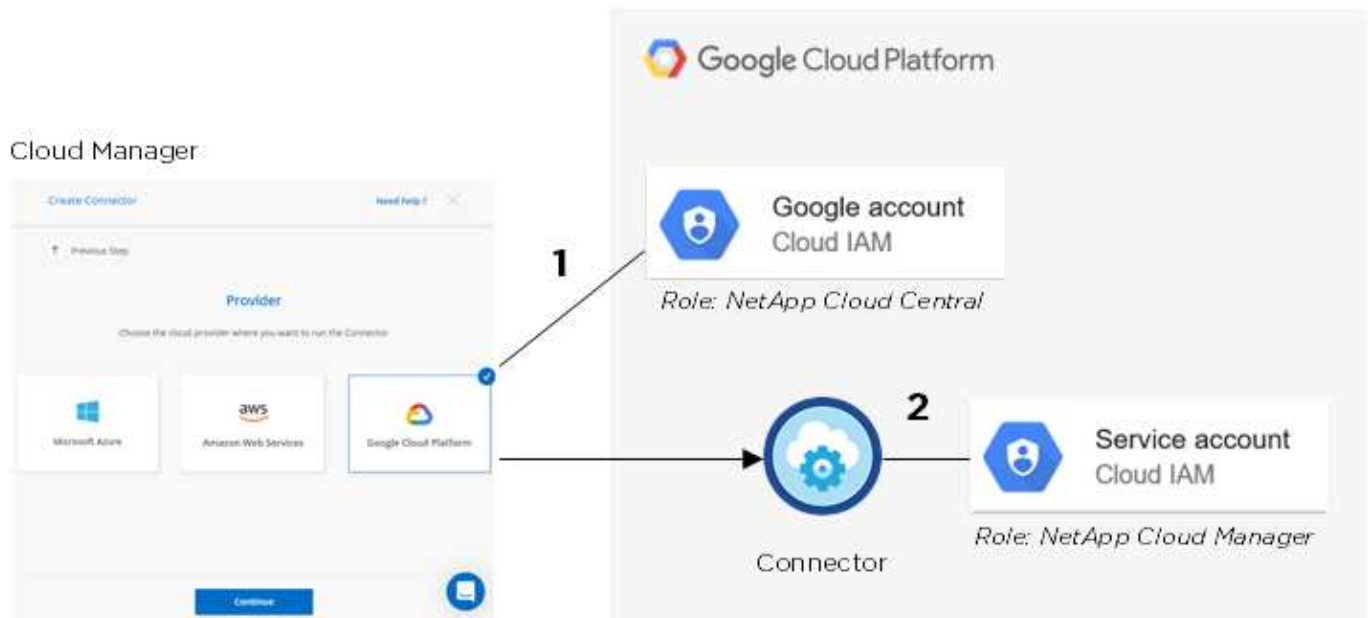 Google Cloud Platform
Cloud Manager
Create Connector
Need help ?
Previous Step
Provider
Choose the cloud provider where you want to run the Connector
Microsoft Azure
aws
Amazon Web Services
Google Cloud Platform
Continue
1
Google account
Cloud IAM
Role: NetApp Cloud Central
2
Connector
Service account
Cloud IAM
Role: NetApp Cloud Manager